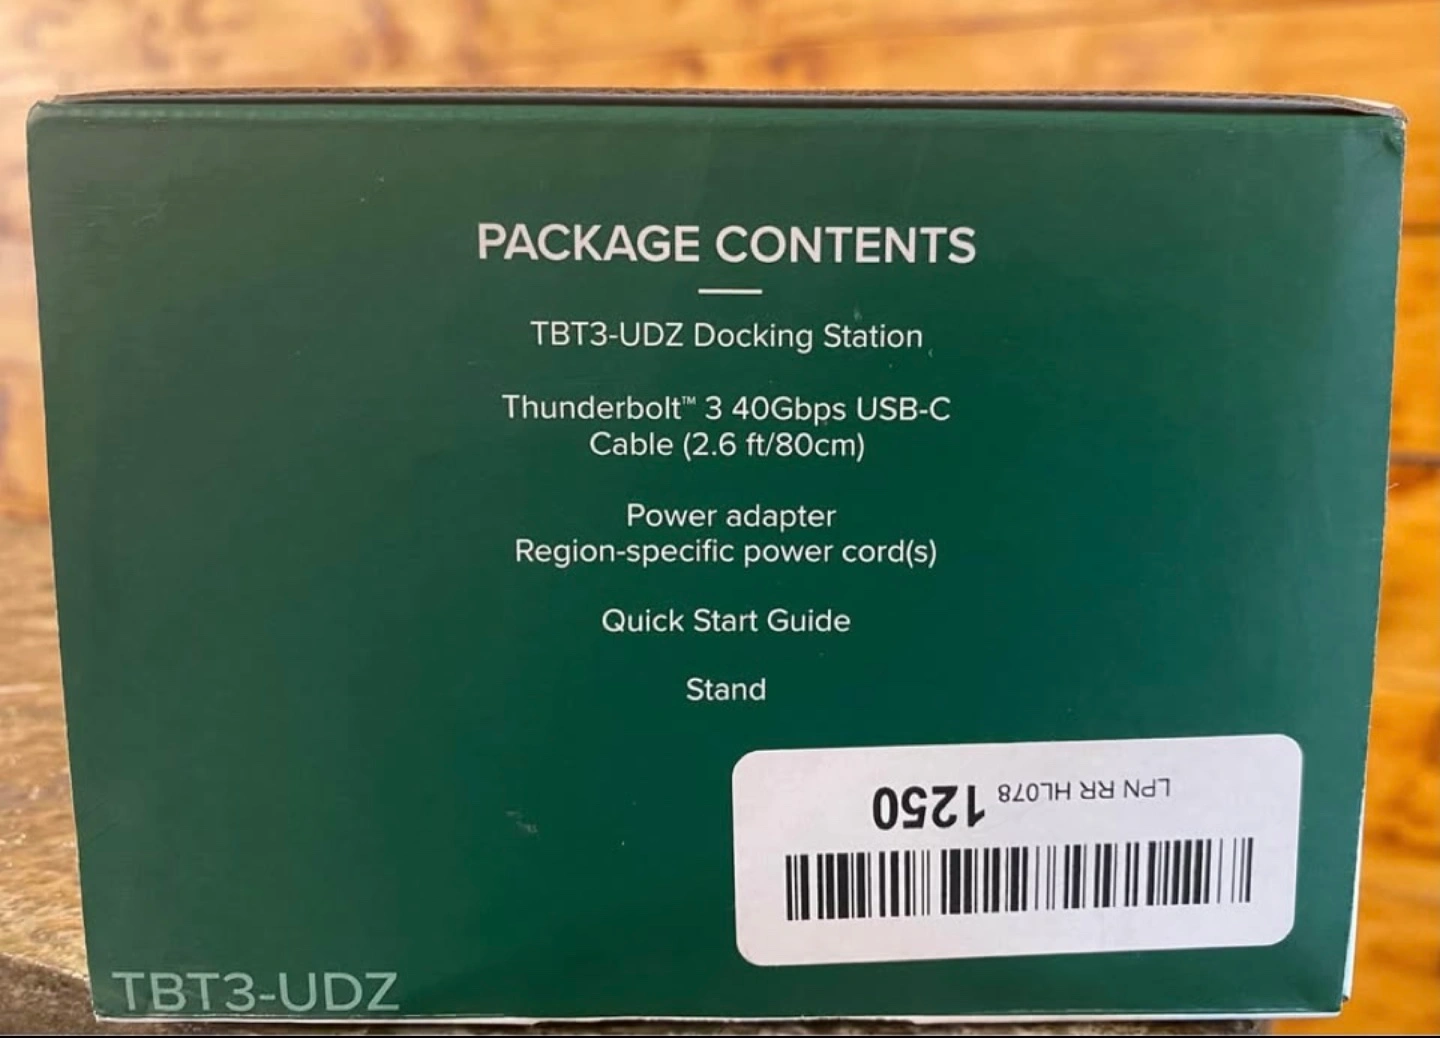 PACKAGE CONTENTS
TBT3-UDZ Docking Station
Thunderbolt™ 3 40Gbps USB-C
Cable (2.6 ft/80cm)
Power adapter
Region-specific power cord(s)
Quick Start Guide
Stand
LPN RR HL078 1250
TBT3-UDZ